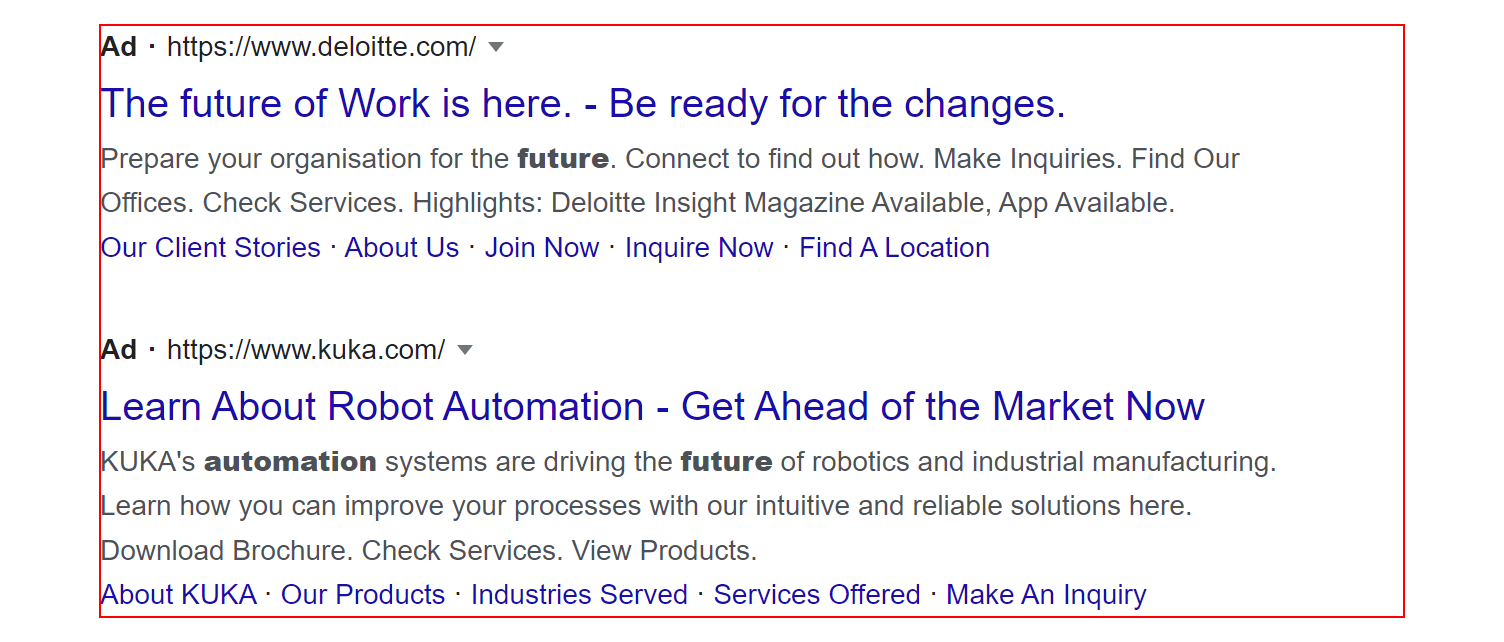 Ad · https://www.deloitte.com/
The future of Work is here. - Be ready for the changes.
Prepare your organisation for the future. Connect to find out how. Make Inquiries. Find Our
Offices. Check Services. Highlights: Deloitte Insight Magazine Available, App Available.
Our Client Stories · About Us · Join Now · Inquire Now · Find A Location
Ad · https://www.kuka.com/
Learn About Robot Automation - Get Ahead of the Market Now
KUKA's automation systems are driving the future of robotics and industrial manufacturing.
Learn how you can improve your processes with our intuitive and reliable solutions here.
Download Brochure. Check Services. View Products.
About KUKA · Our Products · Industries Served · Services Offered · Make An Inquiry